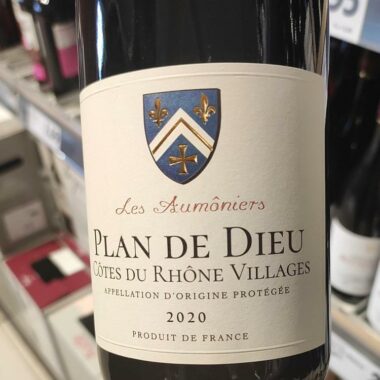 Les Aumôniers
PLAN DE DIEU
CÔTES DU RHÔNE VILLAGES
APPELLATION D'ORIGINE PROTÉGÉE
2020
PRODUIT DE FRANCE